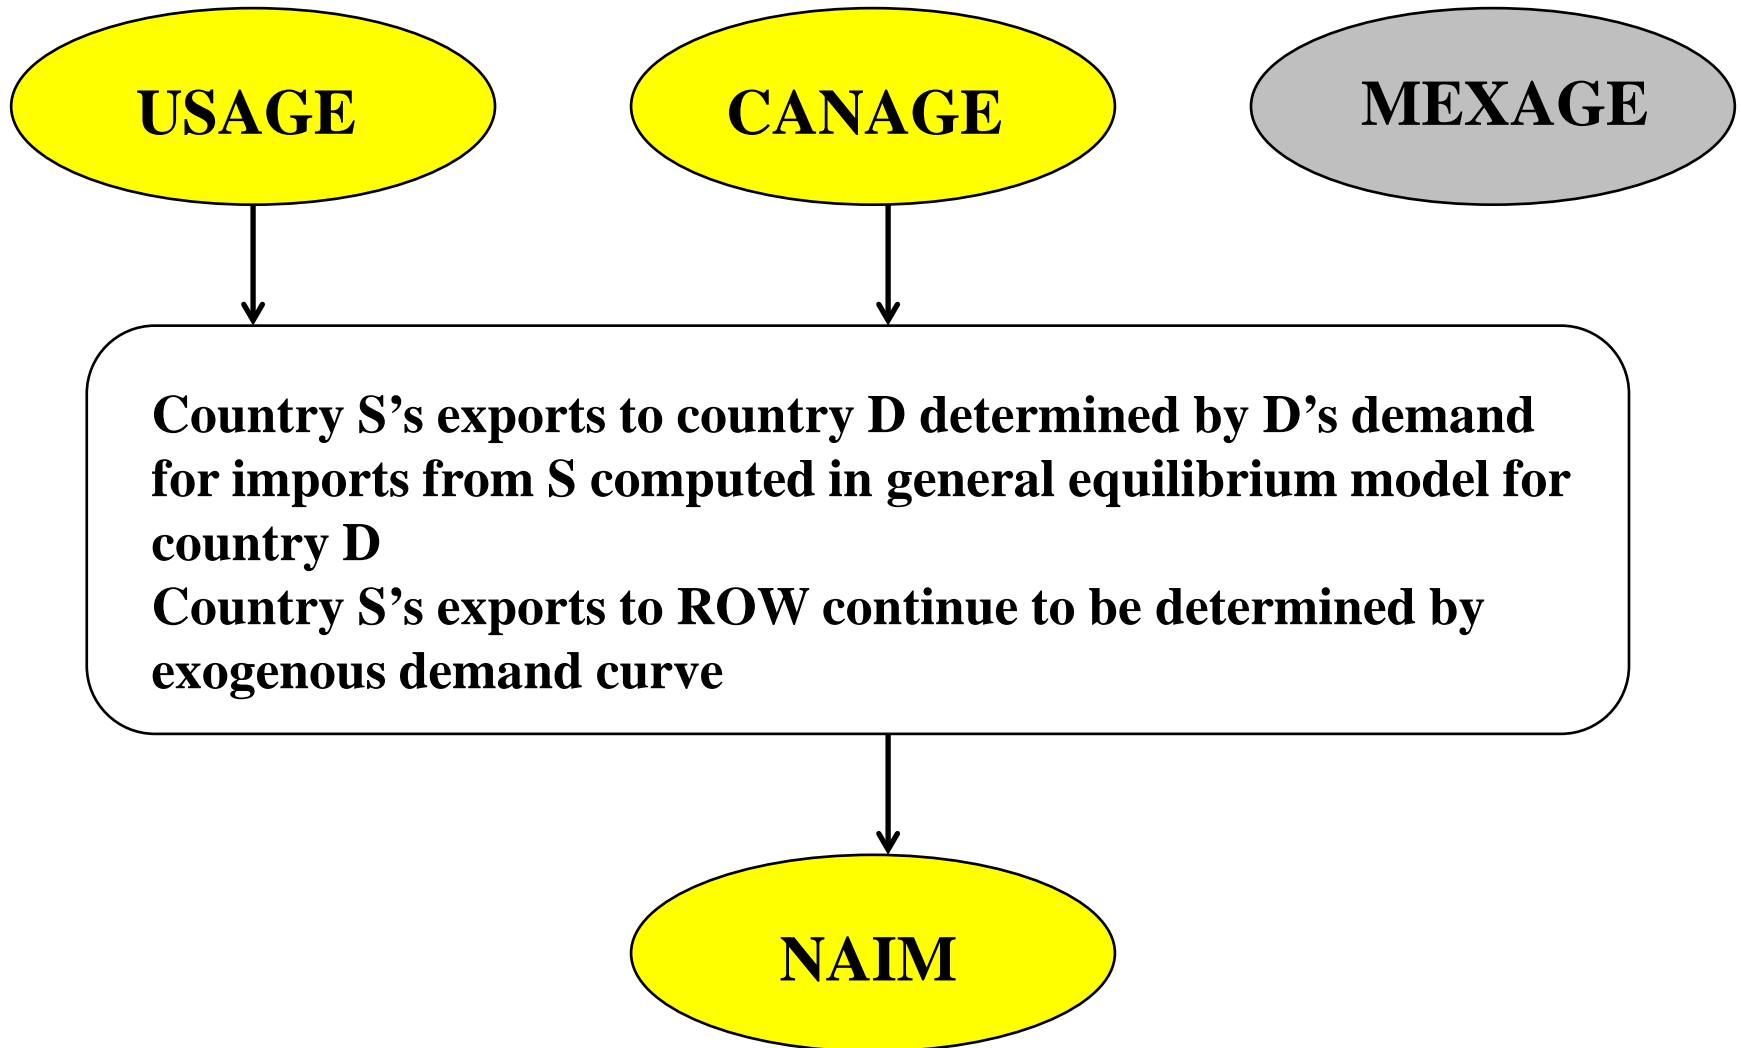 USAGE
CANAGE
MEXAGE
Country S’s exports to country D determined by D’s demand
for imports from S computed in general equilibrium model for
country D
Country S’s exports to ROW continue to be determined by
exogenous demand curve
NAIM